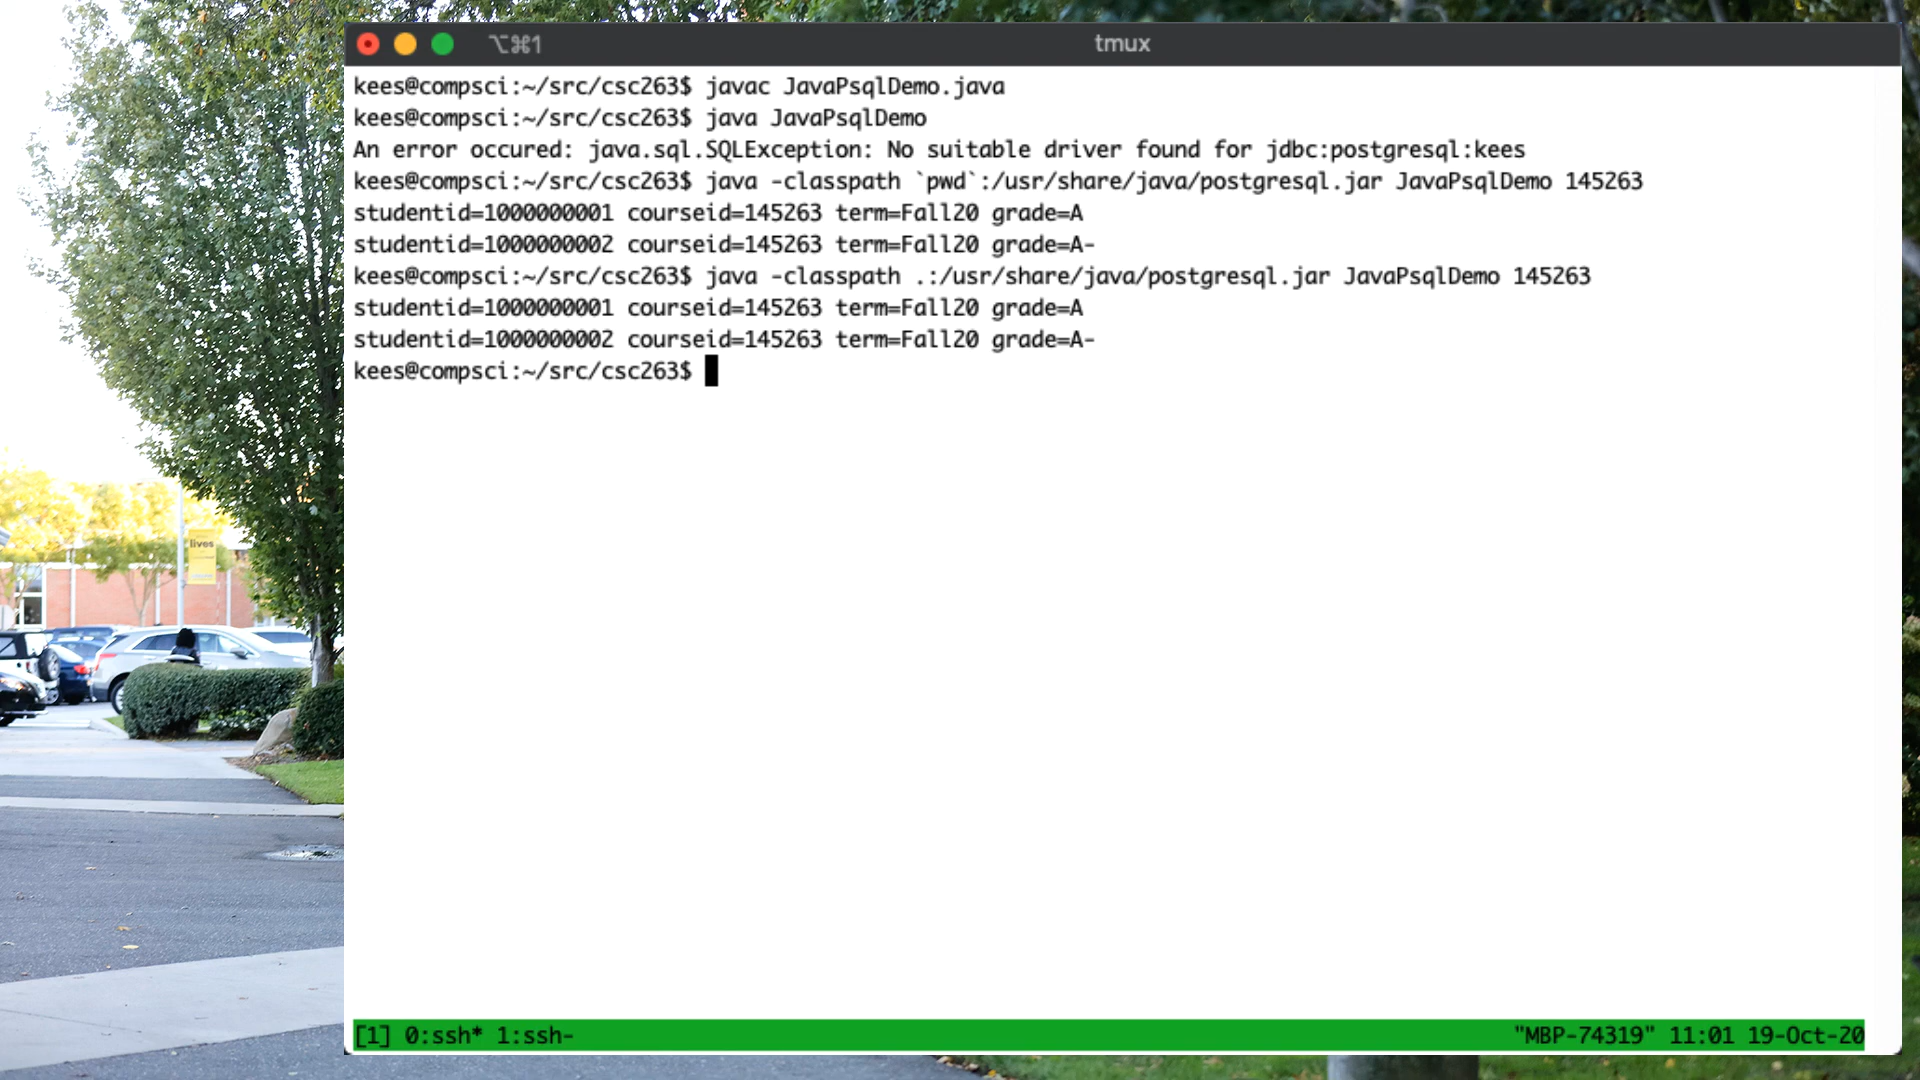 ⌥⌘1 tmux
kees@compsci:~/src/csc263$ javac JavaPsqlDemo.java
kees@compsci:~/src/csc263$ java JavaPsqlDemo
An error occured: java.sql.SQLException: No suitable driver found for jdbc:postgresql:kees
kees@compsci:~/src/csc263$ java -classpath `pwd`:/usr/share/java/postgresql.jar JavaPsqlDemo 145263
studentid=1000000001 courseid=145263 term=Fall20 grade=A
studentid=1000000002 courseid=145263 term=Fall20 grade=A-
kees@compsci:~/src/csc263$ java -classpath .:/usr/share/java/postgresql.jar JavaPsqlDemo 145263
studentid=1000000001 courseid=145263 term=Fall20 grade=A
studentid=1000000002 courseid=145263 term=Fall20 grade=A-
kees@compsci:~/src/csc263$
lives
[1] 0:ssh* 1:ssh- "MBP-74319" 11:01 19-Oct-20